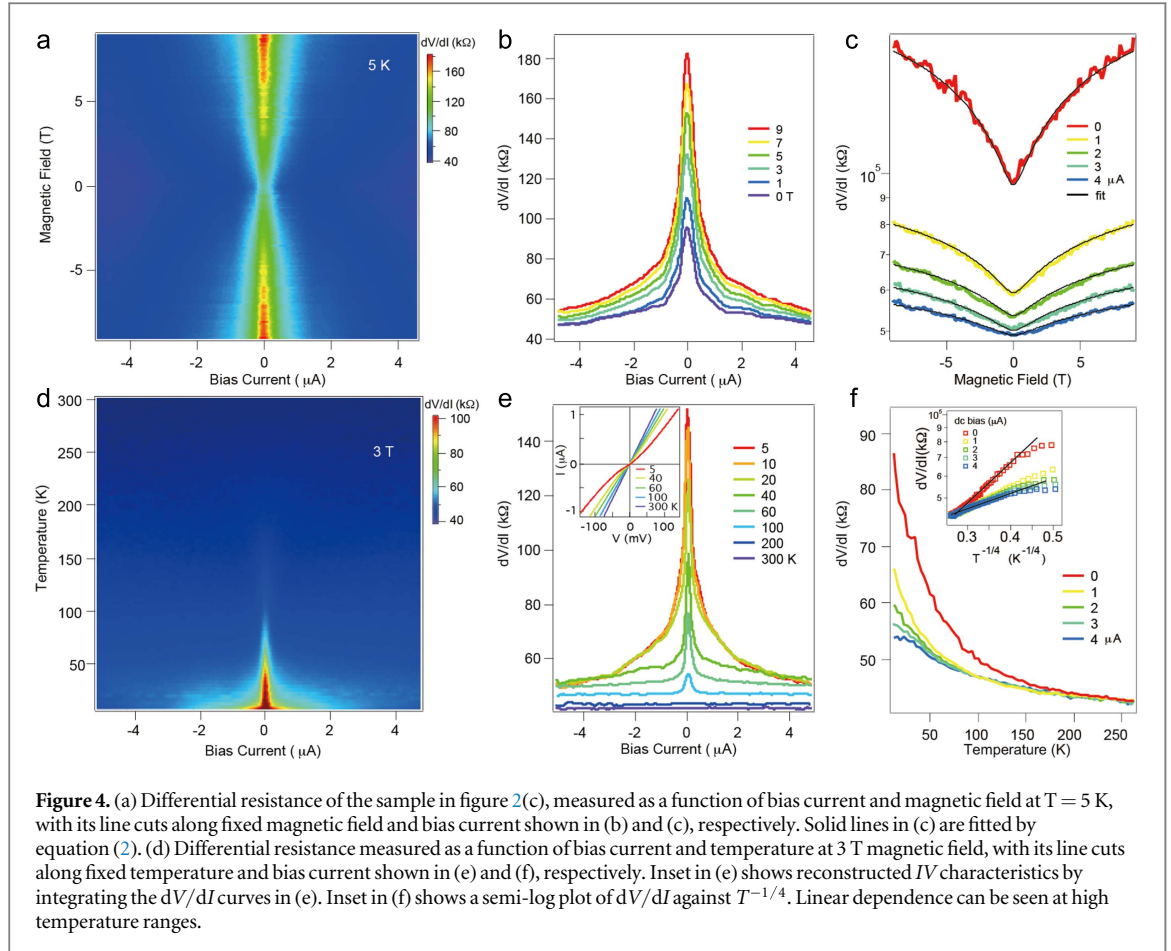 a
dV/dI (kΩ)
5 K
160
120
80
40
5
0
-5
Magnetic Field (T)
-4 -2 0 2 4
Bias Current ( μA)
b
180
160
140
120
100
80
60
40
dV/dI (kΩ)
9
7
5
3
1
0 T
-4 -2 0 2 4
Bias Current ( μA)
c
dV/dI (kΩ)
10⁵
9
8
7
6
5
0
1
2
3
4 μA
fit
-5 0 5
Magnetic Field (T)
d
dV/dI (kΩ)
3 T
100
80
60
40
300
250
200
150
100
50
Temperature (K)
-4 -2 0 2 4
Bias Current ( μA)
e
140
120
100
80
60
dV/dI (kΩ)
1
0
-1
I (μA)
5
40
60
100
300 K
-100 0 100
V (mV)
5
10
20
40
60
100
200
300 K
-4 -2 0 2 4
Bias Current ( μA)
f
90
80
70
60
50
dV/dI (kΩ)
10⁶
9
8
7
6
5
dV/dI(kΩ)
dc bias (μA)
0
1
2
3
4
0.3 0.4 0.5
T⁻¹/⁴ (K⁻¹/⁴)
0
1
2
3
4 μA
50 100 150 200 250
Temperature (K)
Figure 4. (a) Differential resistance of the sample in figure 2(c), measured as a function of bias current and magnetic field at T = 5 K,
with its line cuts along fixed magnetic field and bias current shown in (b) and (c), respectively. Solid lines in (c) are fitted by
equation (2). (d) Differential resistance measured as a function of bias current and temperature at 3 T magnetic field, with its line cuts
along fixed temperature and bias current shown in (e) and (f), respectively. Inset in (e) shows reconstructed IV characteristics by
integrating the dV/dI curves in (e). Inset in (f) shows a semi-log plot of dV/dI against T⁻¹/⁴. Linear dependence can be seen at high
temperature ranges.